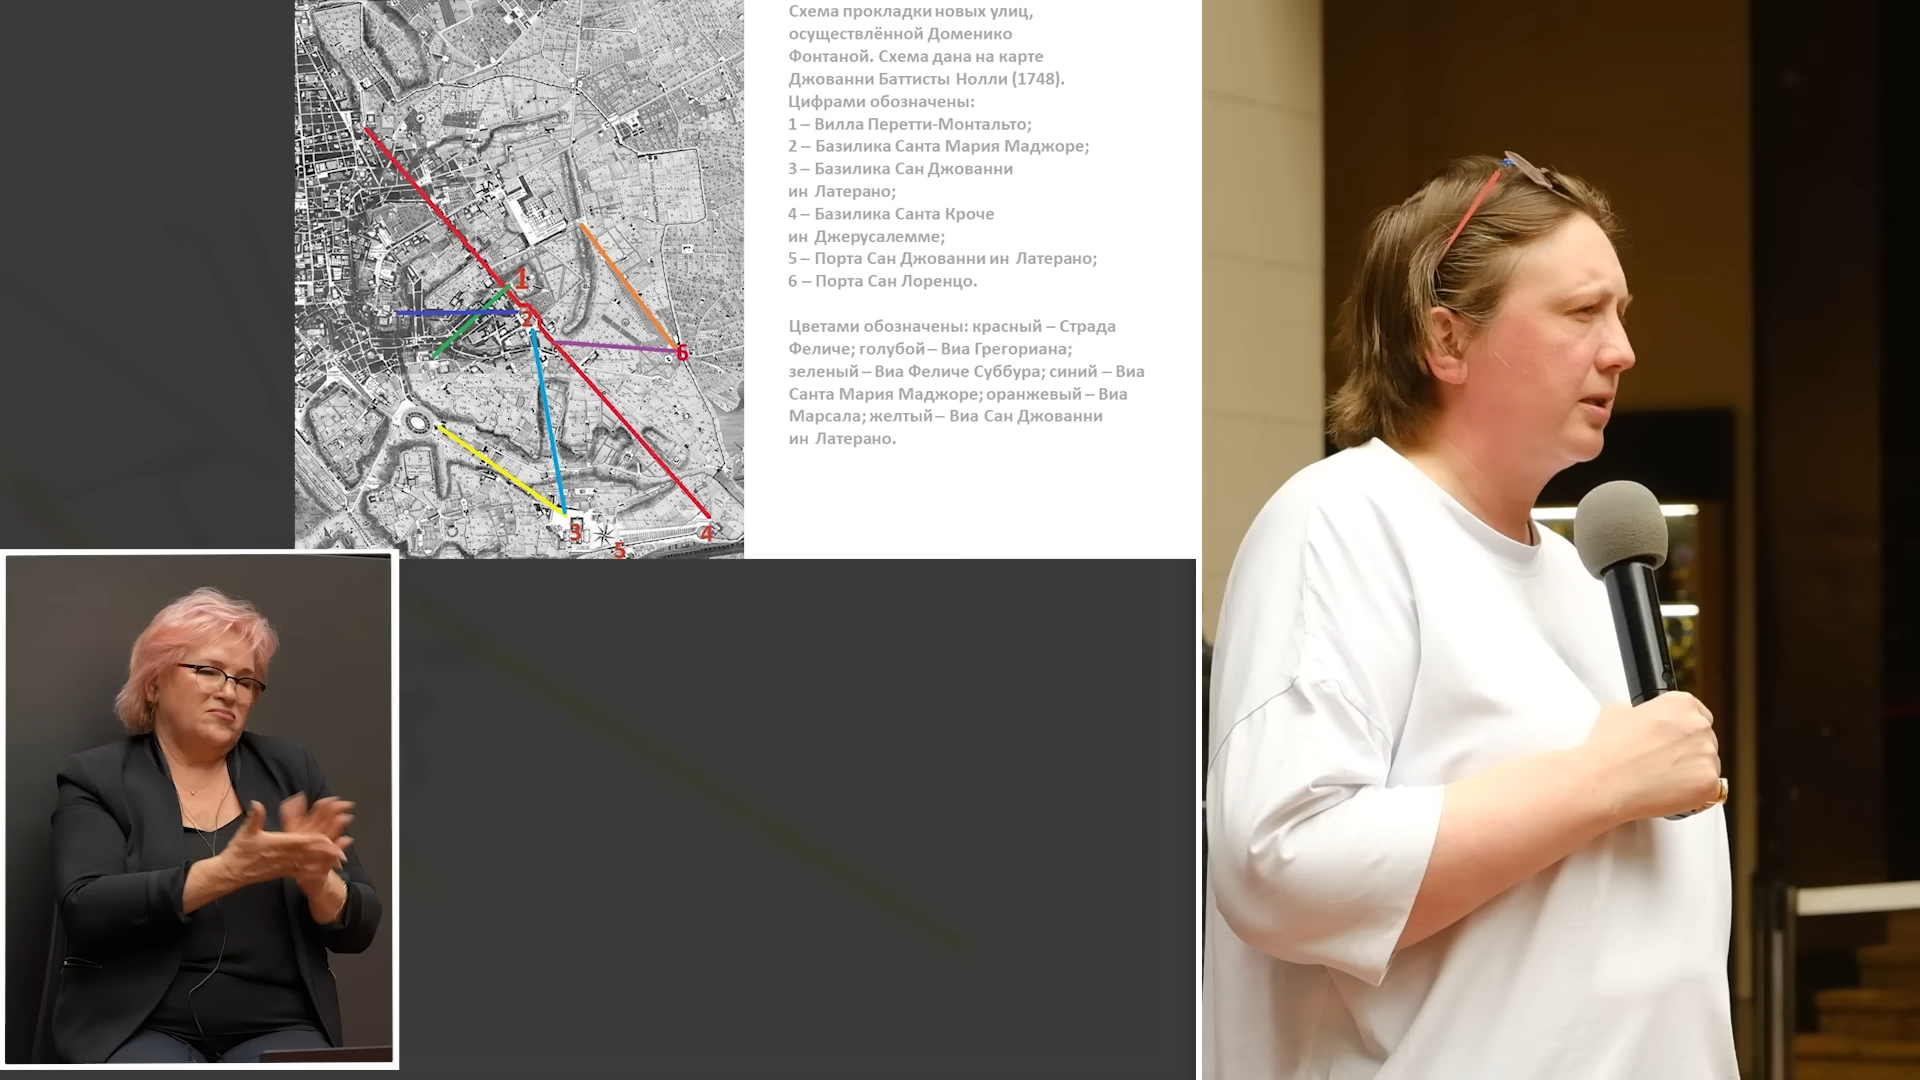 Схема прокладки новых улиц,
осуществлённой Доменико
Фонтаной. Схема дана на карте
Джованни Баттисты Нолли (1748).
Цифрами обозначены:
1 – Вилла Перетти-Монтальто;
2 – Базилика Санта Мария Маджоре;
3 – Базилика Сан Джованни
ин Латерано;
4 – Базилика Санта Кроче
ин Джерусалемме;
5 – Порта Сан Джованни ин Латерано;
6 – Порта Сан Лоренцо.
Цветами обозначены: красный – Страда
Феличе; голубой – Виа Грегориана;
зеленый – Виа Феличе Суббура; синий – Виа
Санта Мария Маджоре; оранжевый – Виа
Марсала; желтый – Виа Сан Джованни
ин Латерано.
1
2
6
3
4
5